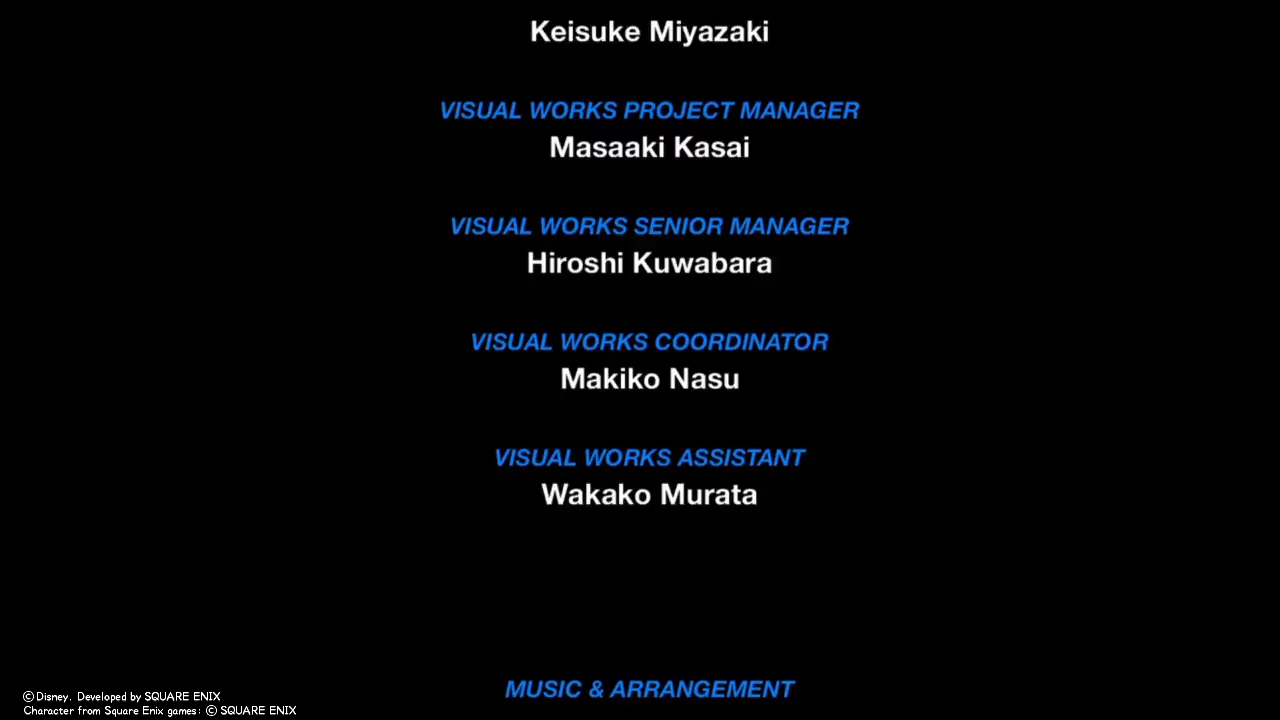 Keisuke Miyazaki
VISUAL WORKS PROJECT MANAGER
Masaaki Kasai
VISUAL WORKS SENIOR MANAGER
Hiroshi Kuwabara
VISUAL WORKS COORDINATOR
Makiko Nasu
VISUAL WORKS ASSISTANT
Wakako Murata
MUSIC & ARRANGEMENT
©Disney. Developed by SQUARE ENIX
Character from Square Enix games: © SQUARE ENIX